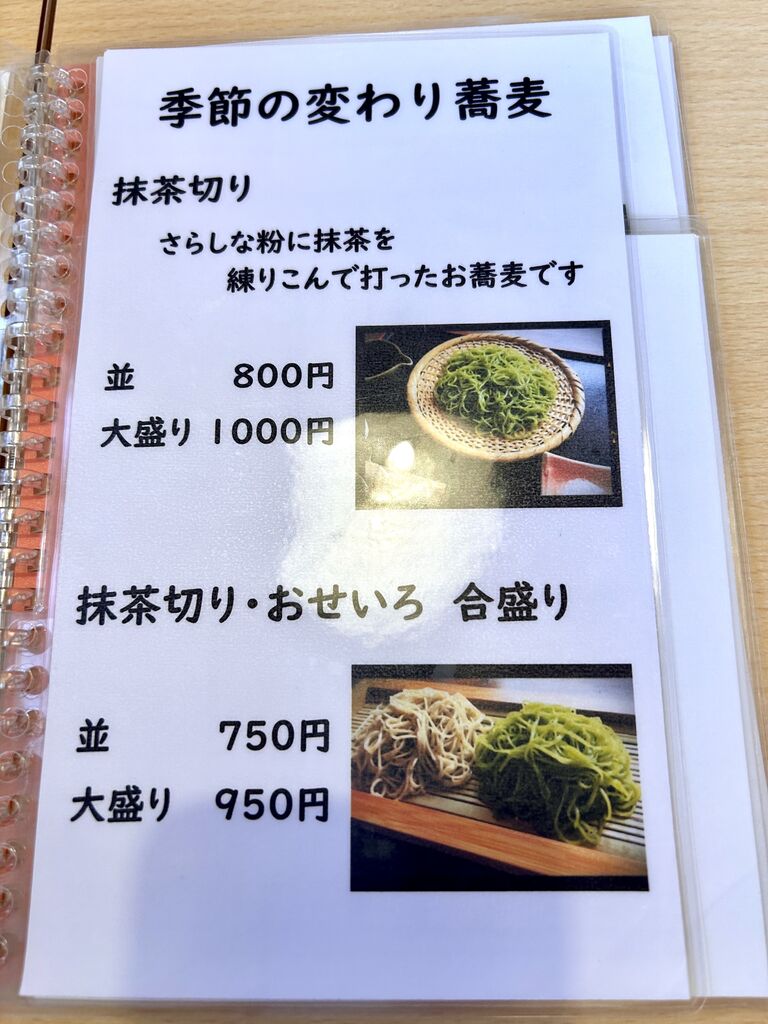 季節の変わり蕎麦
抹茶切り
さらしな粉に抹茶を
練りこんで打ったお蕎麦です
並 800円
大盛り 1000円
抹茶切り・おせいろ 合盛り
並 750円
大盛り 950円